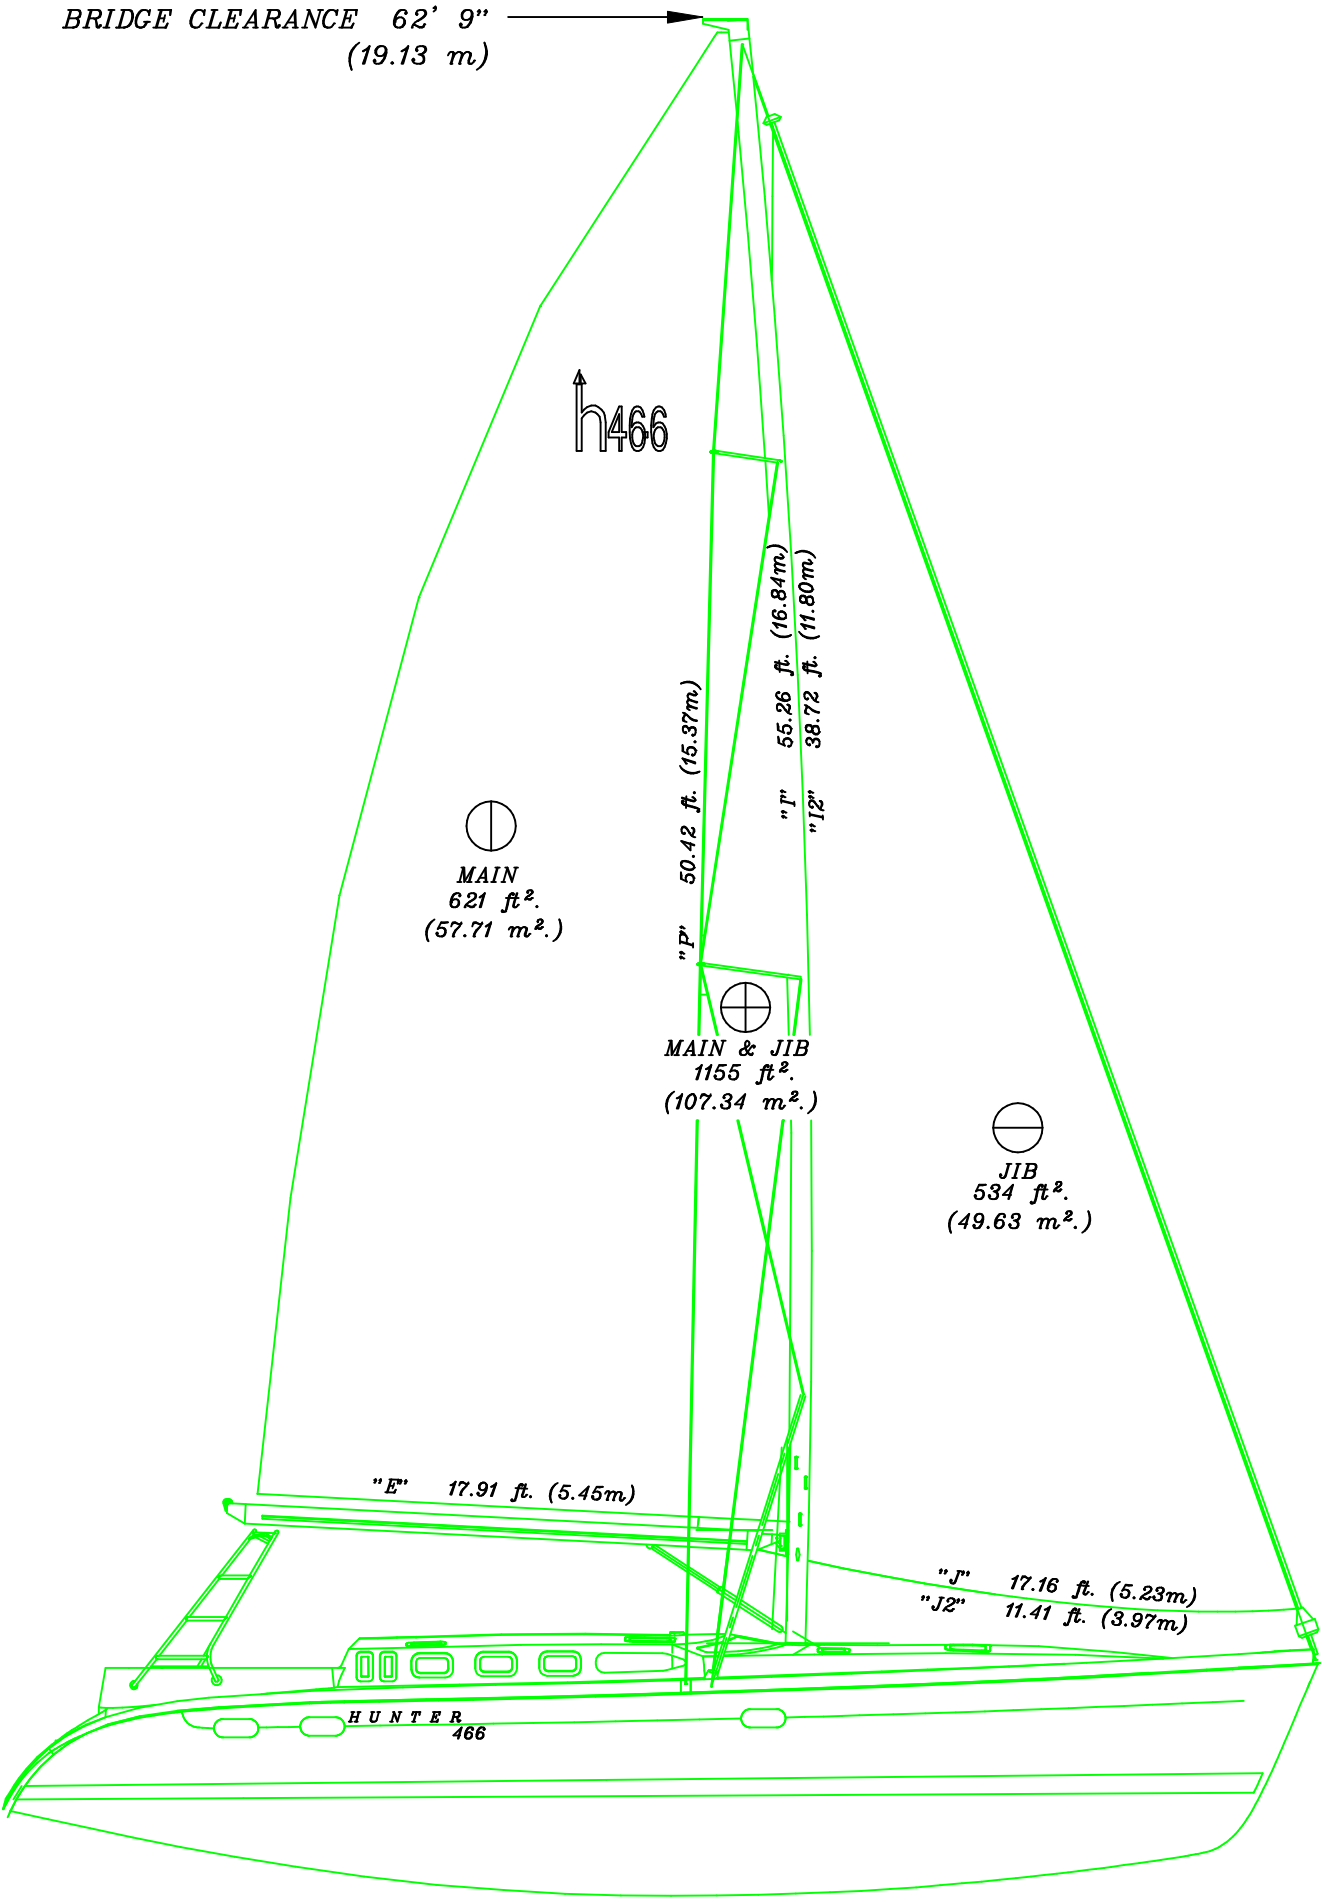 BRIDGE CLEARANCE 62' 9"
(19.13 m)
h466
"P" 50.42 ft. (15.37m)
"I" 55.26 ft. (16.84m)
"I2" 38.72 ft. (11.80m)
MAIN
621 ft².
(57.71 m².)
MAIN & JIB
1155 ft².
(107.34 m².)
JIB
534 ft².
(49.63 m².)
"E" 17.91 ft. (5.45m)
"J" 17.16 ft. (5.23m)
"J2" 11.41 ft. (3.97m)
HUNTER
466